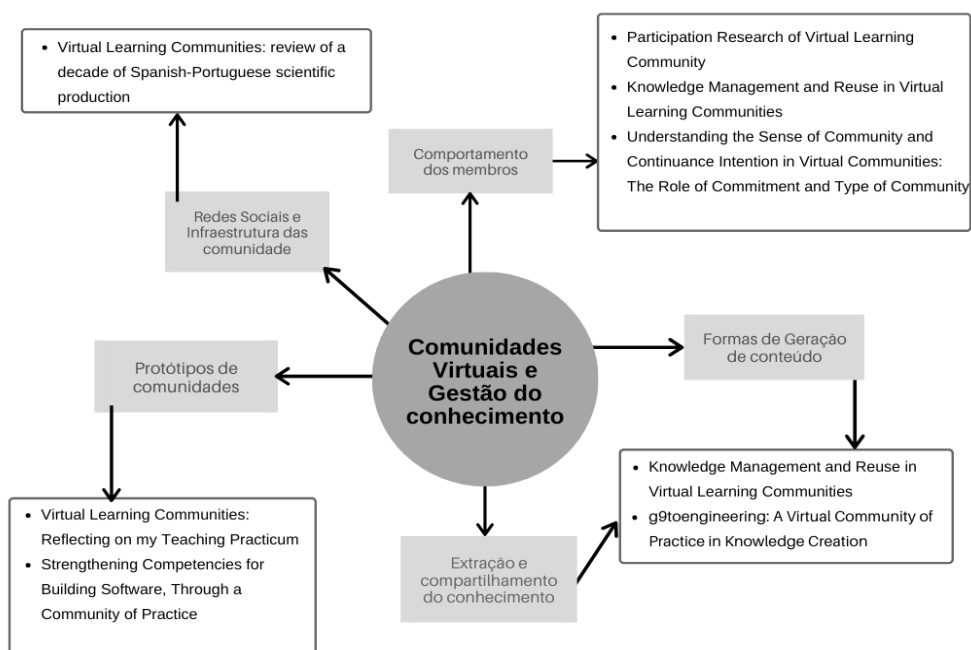 • Virtual Learning Communities: review of a
decade of Spanish-Portuguese scientific
production
• Participation Research of Virtual Learning
Community
• Knowledge Management and Reuse in Virtual
Learning Communities
• Understanding the Sense of Community and
Continuance Intention in Virtual Communities:
The Role of Commitment and Type of Community
Comportamento
dos membros
Redes Sociais e
Infraestrutura das
comunidade
Comunidades
Virtuais e
Gestão do
conhecimento
Formas de Geração
de conteúdo
Protótipos de
comunidades
• Knowledge Management and Reuse in
Virtual Learning Communities
• g9toengineering: A Virtual Community of
Practice in Knowledge Creation
• Virtual Learning Communities:
Reflecting on my Teaching Practicum
• Strengthening Competencies for
Building Software, Through a
Community of Practice
Extração e
compartilhamento
do conhecimento